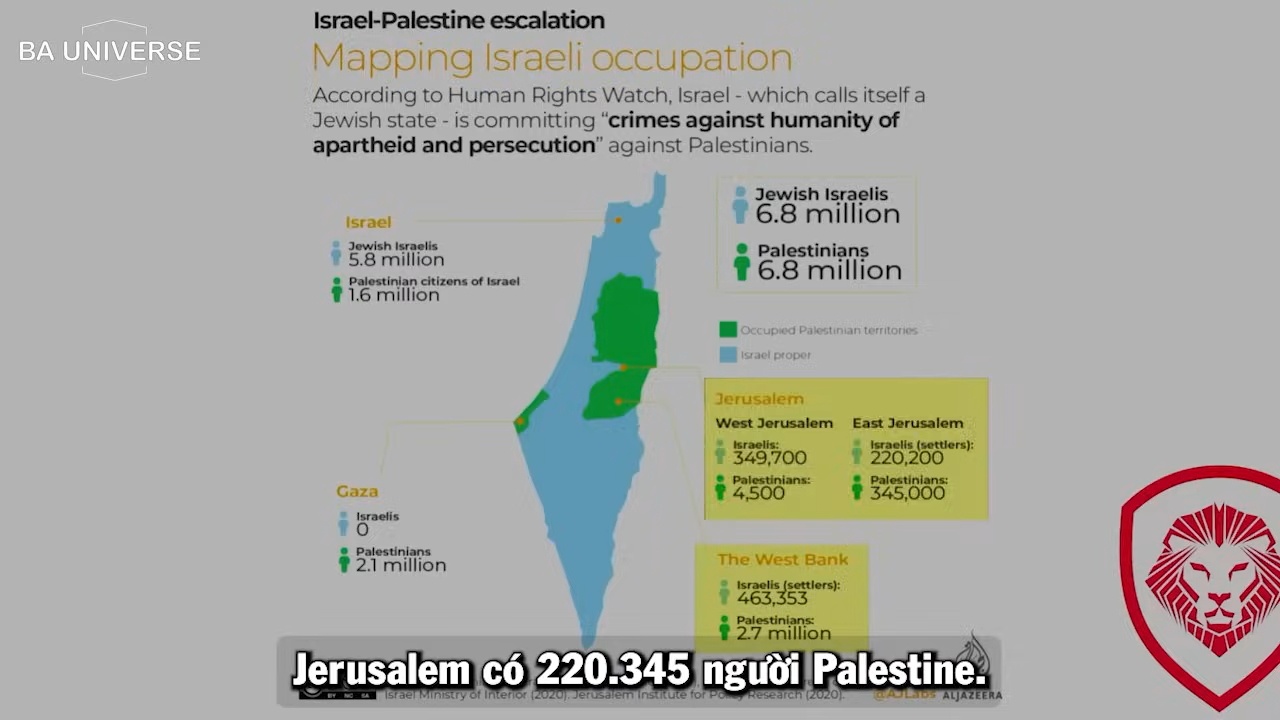 BA UNIVERSE
Israel-Palestine escalation
Mapping Israeli occupation
According to Human Rights Watch, Israel - which calls itself a
Jewish state - is committing “crimes against humanity of
apartheid and persecution” against Palestinians.
Israel
Jewish Israelis
5.8 million
Palestinian citizens of Israel
1.6 million
Jewish Israelis
6.8 million
Palestinians
6.8 million
Occupied Palestinian territories
Israel proper
Jerusalem
West Jerusalem
Israelis:
349,700
Palestinians:
4,500
East Jerusalem
Israelis (settlers):
220,200
Palestinians:
345,000
Gaza
Israelis
0
Palestinians
2.1 million
The West Bank
Israelis (settlers):
463,353
Palestinians:
2.7 million
Jerusalem có 220.345 người Palestine.
BY NC SA
Israel Ministry of Interior (2020). Jerusalem Institute for Policy Research (2020).
@AJLabs
ALJAZEERA